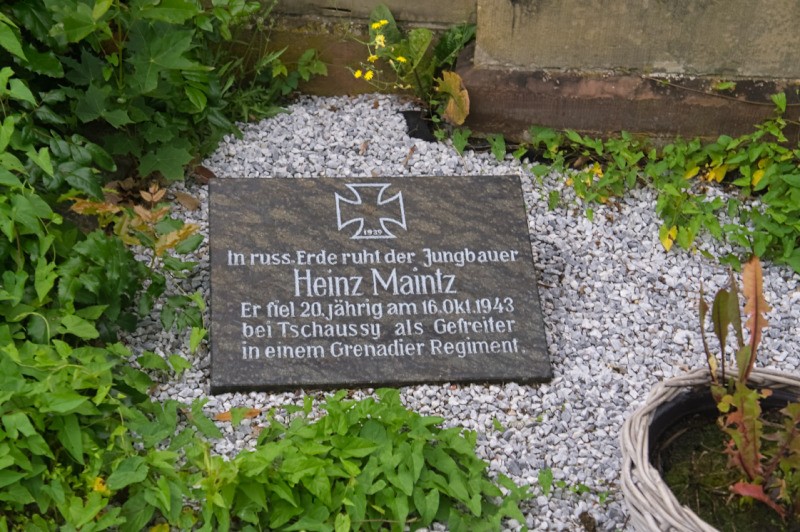 1939
In russ. Erde ruht der Jungbauer
Heinz Maintz
Er fiel 20.jährig am 16.Okt.1943
bei Tschaussy als Gefreiter
in einem Grenadier Regiment.